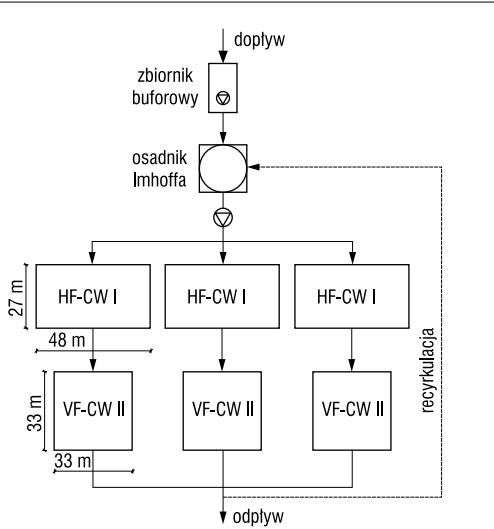 dopływ
zbiornik
buforowy
osadnik
Imhoffa
HF-CW I
HF-CW I
HF-CW I
27 m
48 m
VF-CW II
VF-CW II
VF-CW II
33 m
33 m
recyrkulacja
odpływ